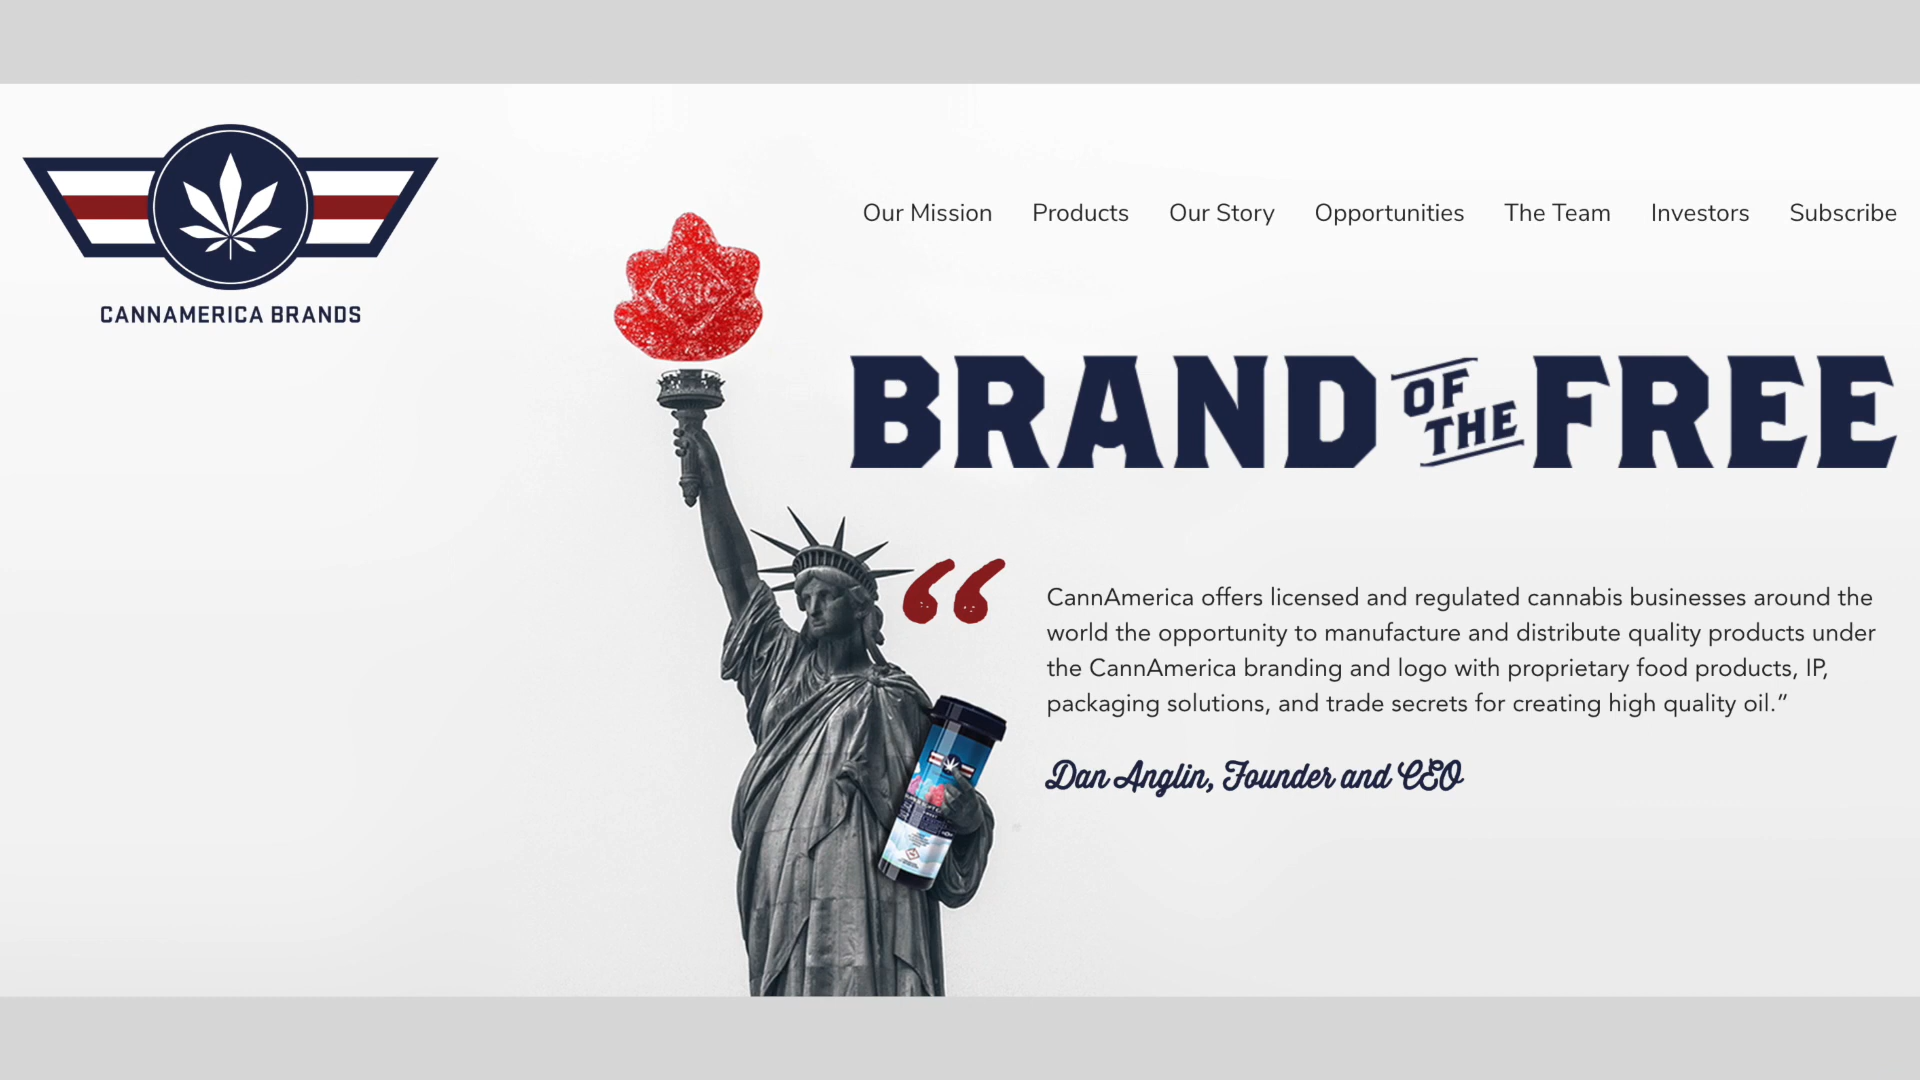 CANNAMERICA BRANDS
Our Mission Products Our Story Opportunities The Team Investors Subscribe
BRAND OF THE FREE
“
CannAmerica offers licensed and regulated cannabis businesses around the
world the opportunity to manufacture and distribute quality products under
the CannAmerica branding and logo with proprietary food products, IP,
packaging solutions, and trade secrets for creating high quality oil.”
Dan Anglin, Founder and CEO